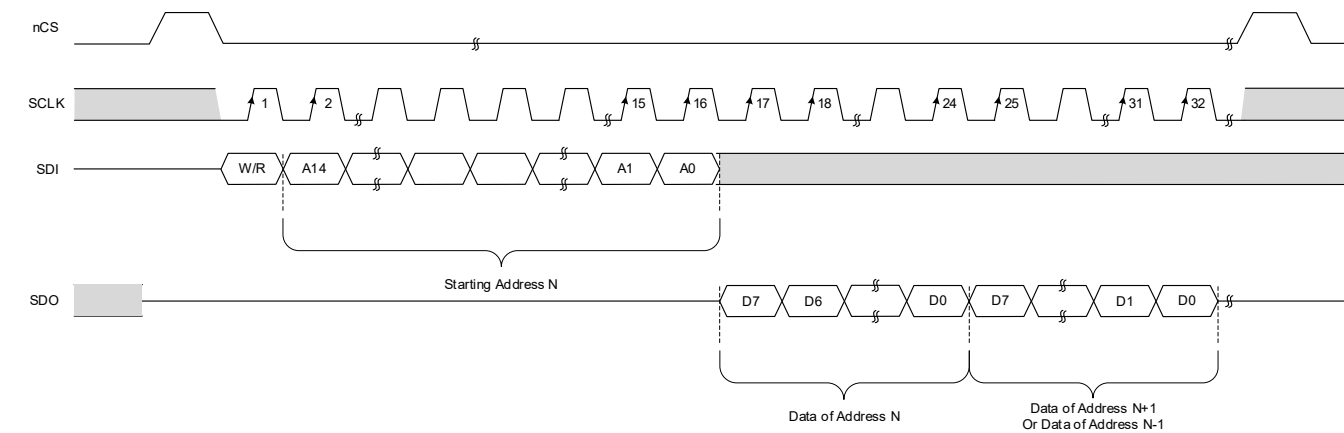 nCS
SCLK 1 2 15 16 17 18 24 25 31 32
SDI W/R A14 A1 A0
Starting Address N
SDO D7 D6 D0 D7 D1 D0
Data of Address N
Data of Address N+1
Or Data of Address N-1